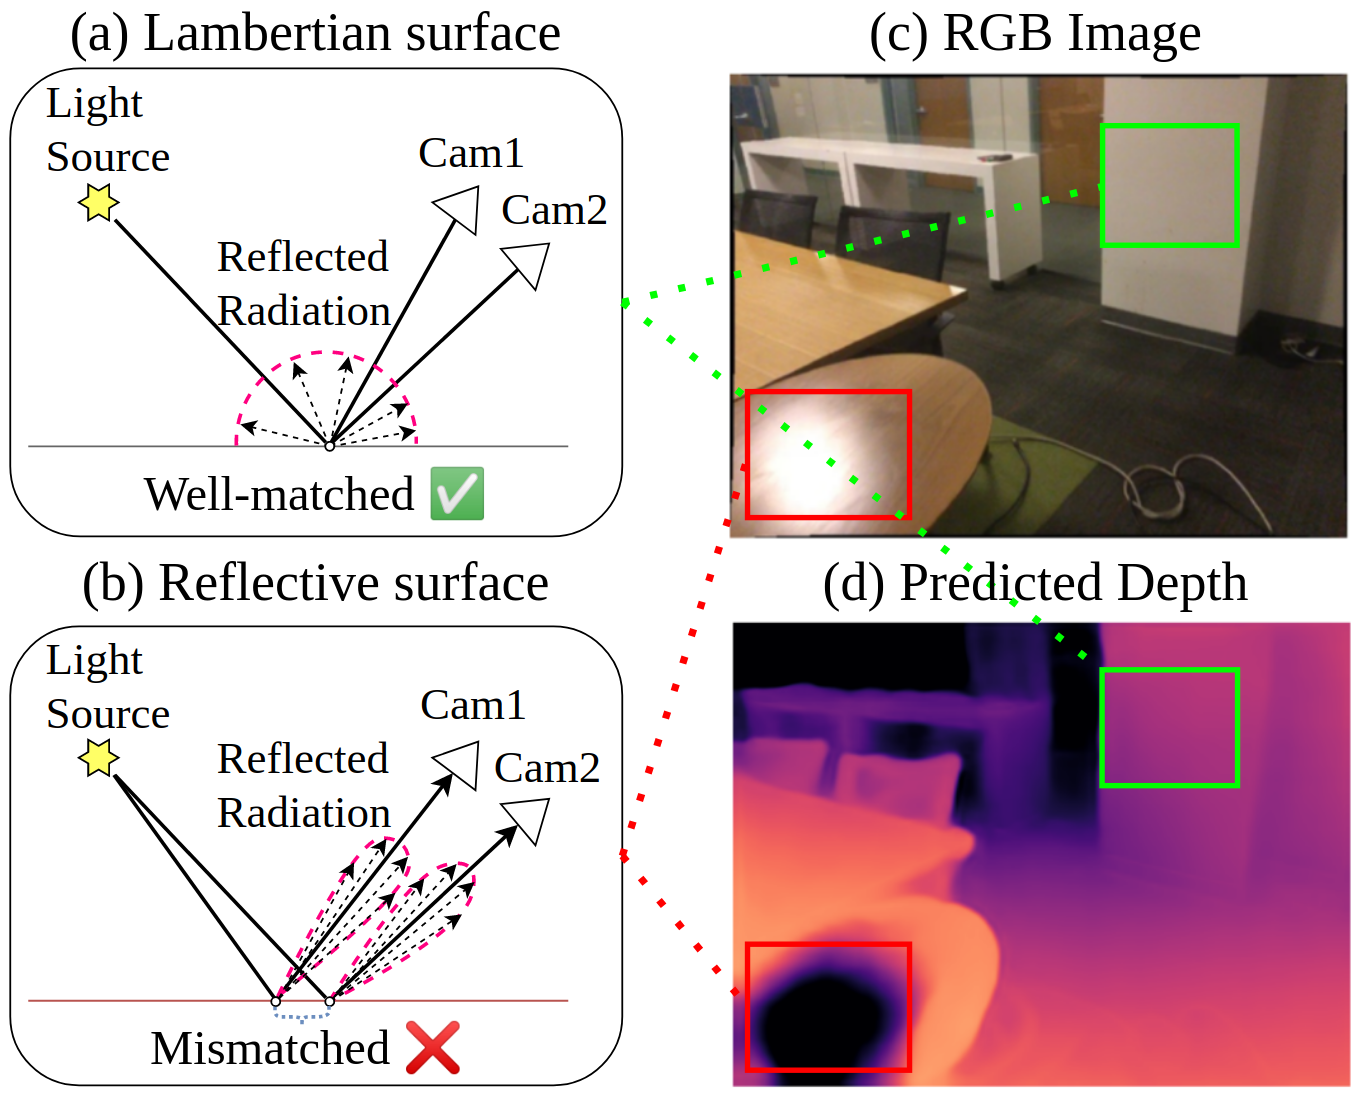 (a) Lambertian surface
Light
Source
Cam1
Cam2
Reflected
Radiation
Well-matched
(b) Reflective surface
Light
Source
Cam1
Cam2
Reflected
Radiation
Mismatched
(c) RGB Image
(d) Predicted Depth